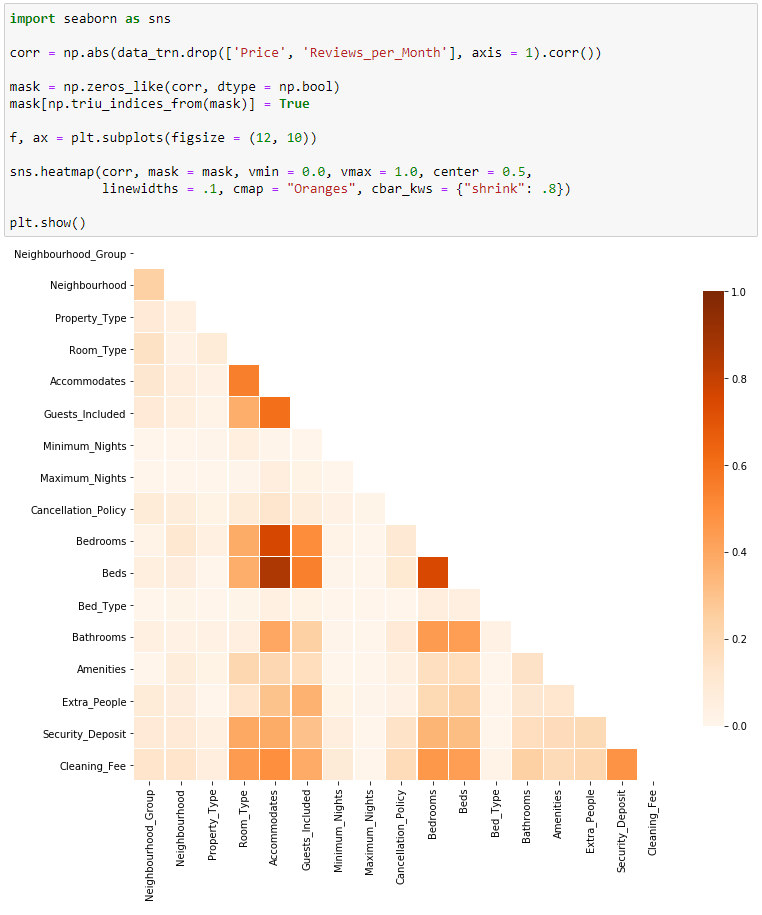 import seaborn as sns
corr = np.abs(data_trn.drop(['Price', 'Reviews_per_Month'], axis = 1).corr())
mask = np.zeros_like(corr, dtype = np.bool)
mask[np.triu_indices_from(mask)] = True
f, ax = plt.subplots(figsize = (12, 10))
sns.heatmap(corr, mask = mask, vmin = 0.0, vmax = 1.0, center = 0.5,
            linewidths = .1, cmap = "Oranges", cbar_kws = {"shrink": .8})
plt.show()
Neighbourhood_Group
Neighbourhood
Property_Type
Room_Type
Accommodates
Guests_Included
Minimum_Nights
Maximum_Nights
Cancellation_Policy
Bedrooms
Beds
Bed_Type
Bathrooms
Amenities
Extra_People
Security_Deposit
Cleaning_Fee
Neighbourhood_Group
Neighbourhood
Property_Type
Room_Type
Accommodates
Guests_Included
Minimum_Nights
Maximum_Nights
Cancellation_Policy
Bedrooms
Beds
Bed_Type
Bathrooms
Amenities
Extra_People
Security_Deposit
Cleaning_Fee
1.0
0.8
0.6
0.4
0.2
0.0